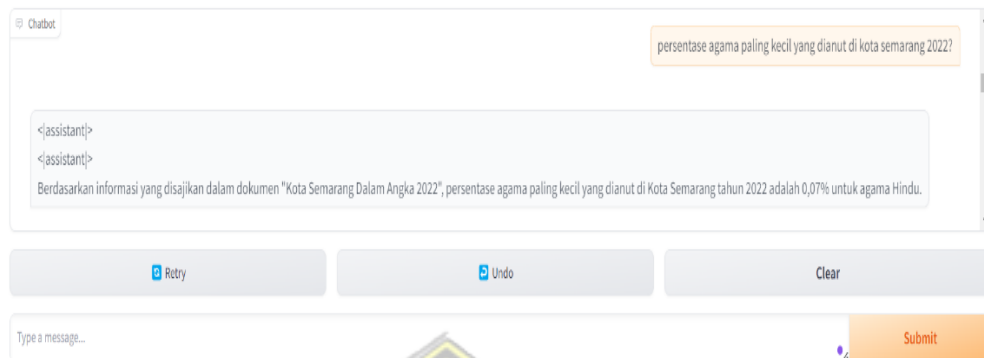 Chatbot
persentase agama paling kecil yang dianut di kota semarang 2022?
<|assistant|>
<|assistant|>
Berdasarkan informasi yang disajikan dalam dokumen "Kota Semarang Dalam Angka 2022", persentase agama paling kecil yang dianut di Kota Semarang tahun 2022 adalah 0,07% untuk agama Hindu.
Retry
Undo
Clear
Type a message...
Submit